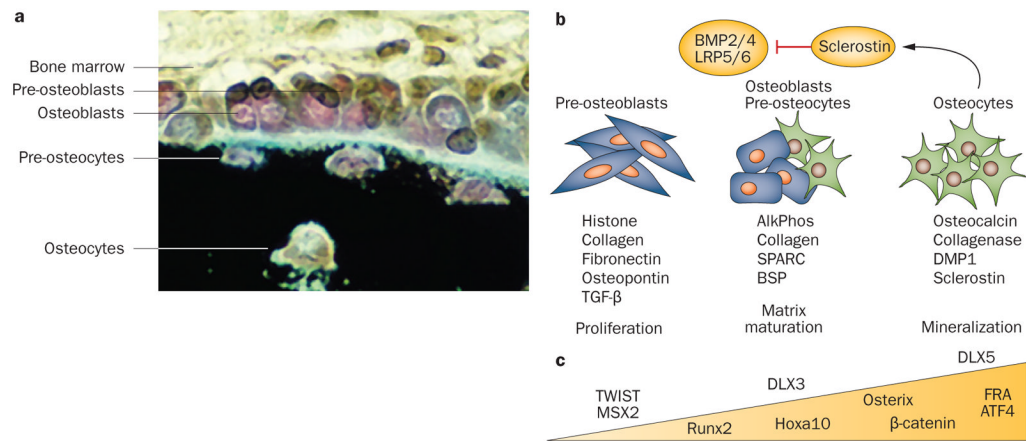 a
Bone marrow
Pre-osteoblasts
Osteoblasts
Pre-osteocytes
Osteocytes
b
BMP2/4
LRP5/6
Sclerostin
Pre-osteoblasts
Osteoblasts
Pre-osteocytes
Osteocytes
Histone
Collagen
Fibronectin
Osteopontin
TGF-β
Proliferation
AlkPhos
Collagen
SPARC
BSP
Matrix
maturation
Osteocalcin
Collagenase
DMP1
Sclerostin
Mineralization
c
TWIST
MSX2
Runx2
DLX3
Hoxa10
Osterix
β-catenin
DLX5
FRA
ATF4